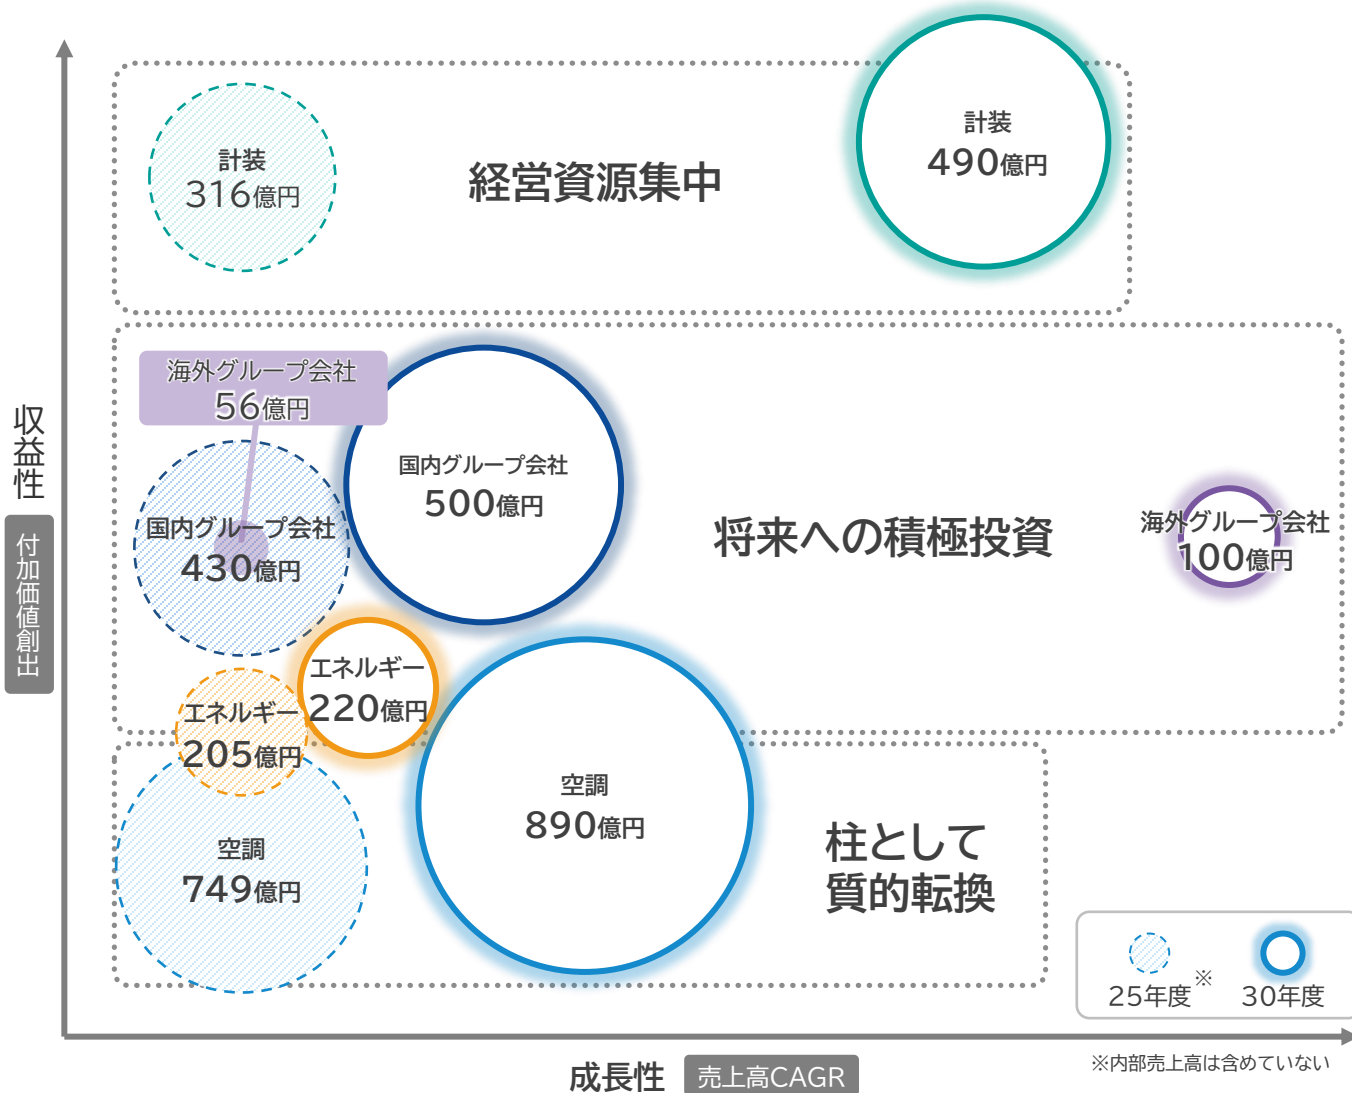 計装
316億円
経営資源集中
計装
490億円
海外グループ会社
56億円
国内グループ会社
500億円
国内グループ会社
430億円
将来への積極投資
海外グループ会社
100億円
エネルギー
220億円
エネルギー
205億円
空調
890億円
空調
749億円
柱として
質的転換
収益性
付加価値創出
25年度※
30年度
成長性
売上高CAGR
※内部売上高は含めていない